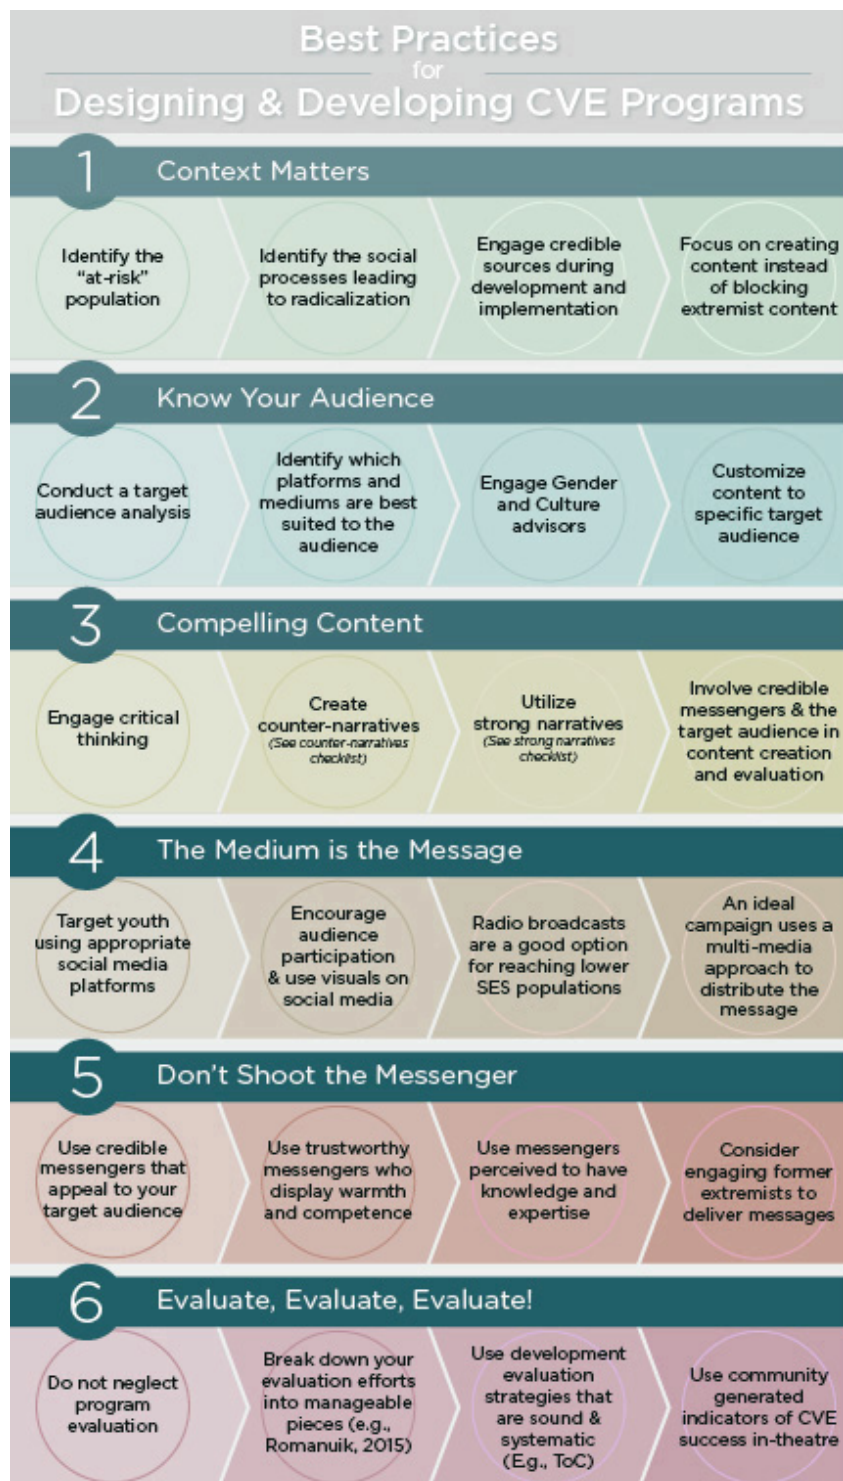 Best Practices
for
Designing & Developing CVE Programs
1 Context Matters
Identify the
“at-risk”
population
Identify the social
processes leading
to radicalization
Engage credible
sources during
development and
implementation
Focus on creating
content instead
of blocking
extremist content
2 Know Your Audience
Conduct a target
audience analysis
Identify which
platforms and
mediums are best
suited to the
audience
Engage Gender
and Culture
advisors
Customize
content to
specific target
audience
3 Compelling Content
Engage critical
thinking
Create
counter-narratives
(See counter-narratives
checklist)
Utilize
strong narratives
(See strong narratives
checklist)
Involve credible
messengers & the
target audience in
content creation
and evaluation
4 The Medium is the Message
Target youth
using appropriate
social media
platforms
Encourage
audience
participation
& use visuals on
social media
Radio broadcasts
are a good option
for reaching lower
SES populations
An ideal
campaign uses a
multi-media
approach to
distribute the
message
5 Don't Shoot the Messenger
Use credible
messengers that
appeal to your
target audience
Use trustworthy
messengers who
display warmth
and competence
Use messengers
perceived to have
knowledge and
expertise
Consider
engaging former
extremists to
deliver messages
6 Evaluate, Evaluate, Evaluate!
Do not neglect
program
evaluation
Break down your
evaluation efforts
into manageable
pieces (e.g.,
Romanuik, 2015)
Use development
evaluation
strategies that
are sound &
systematic
(E.g., ToC)
Use community
generated
indicators of CVE
success in-theatre